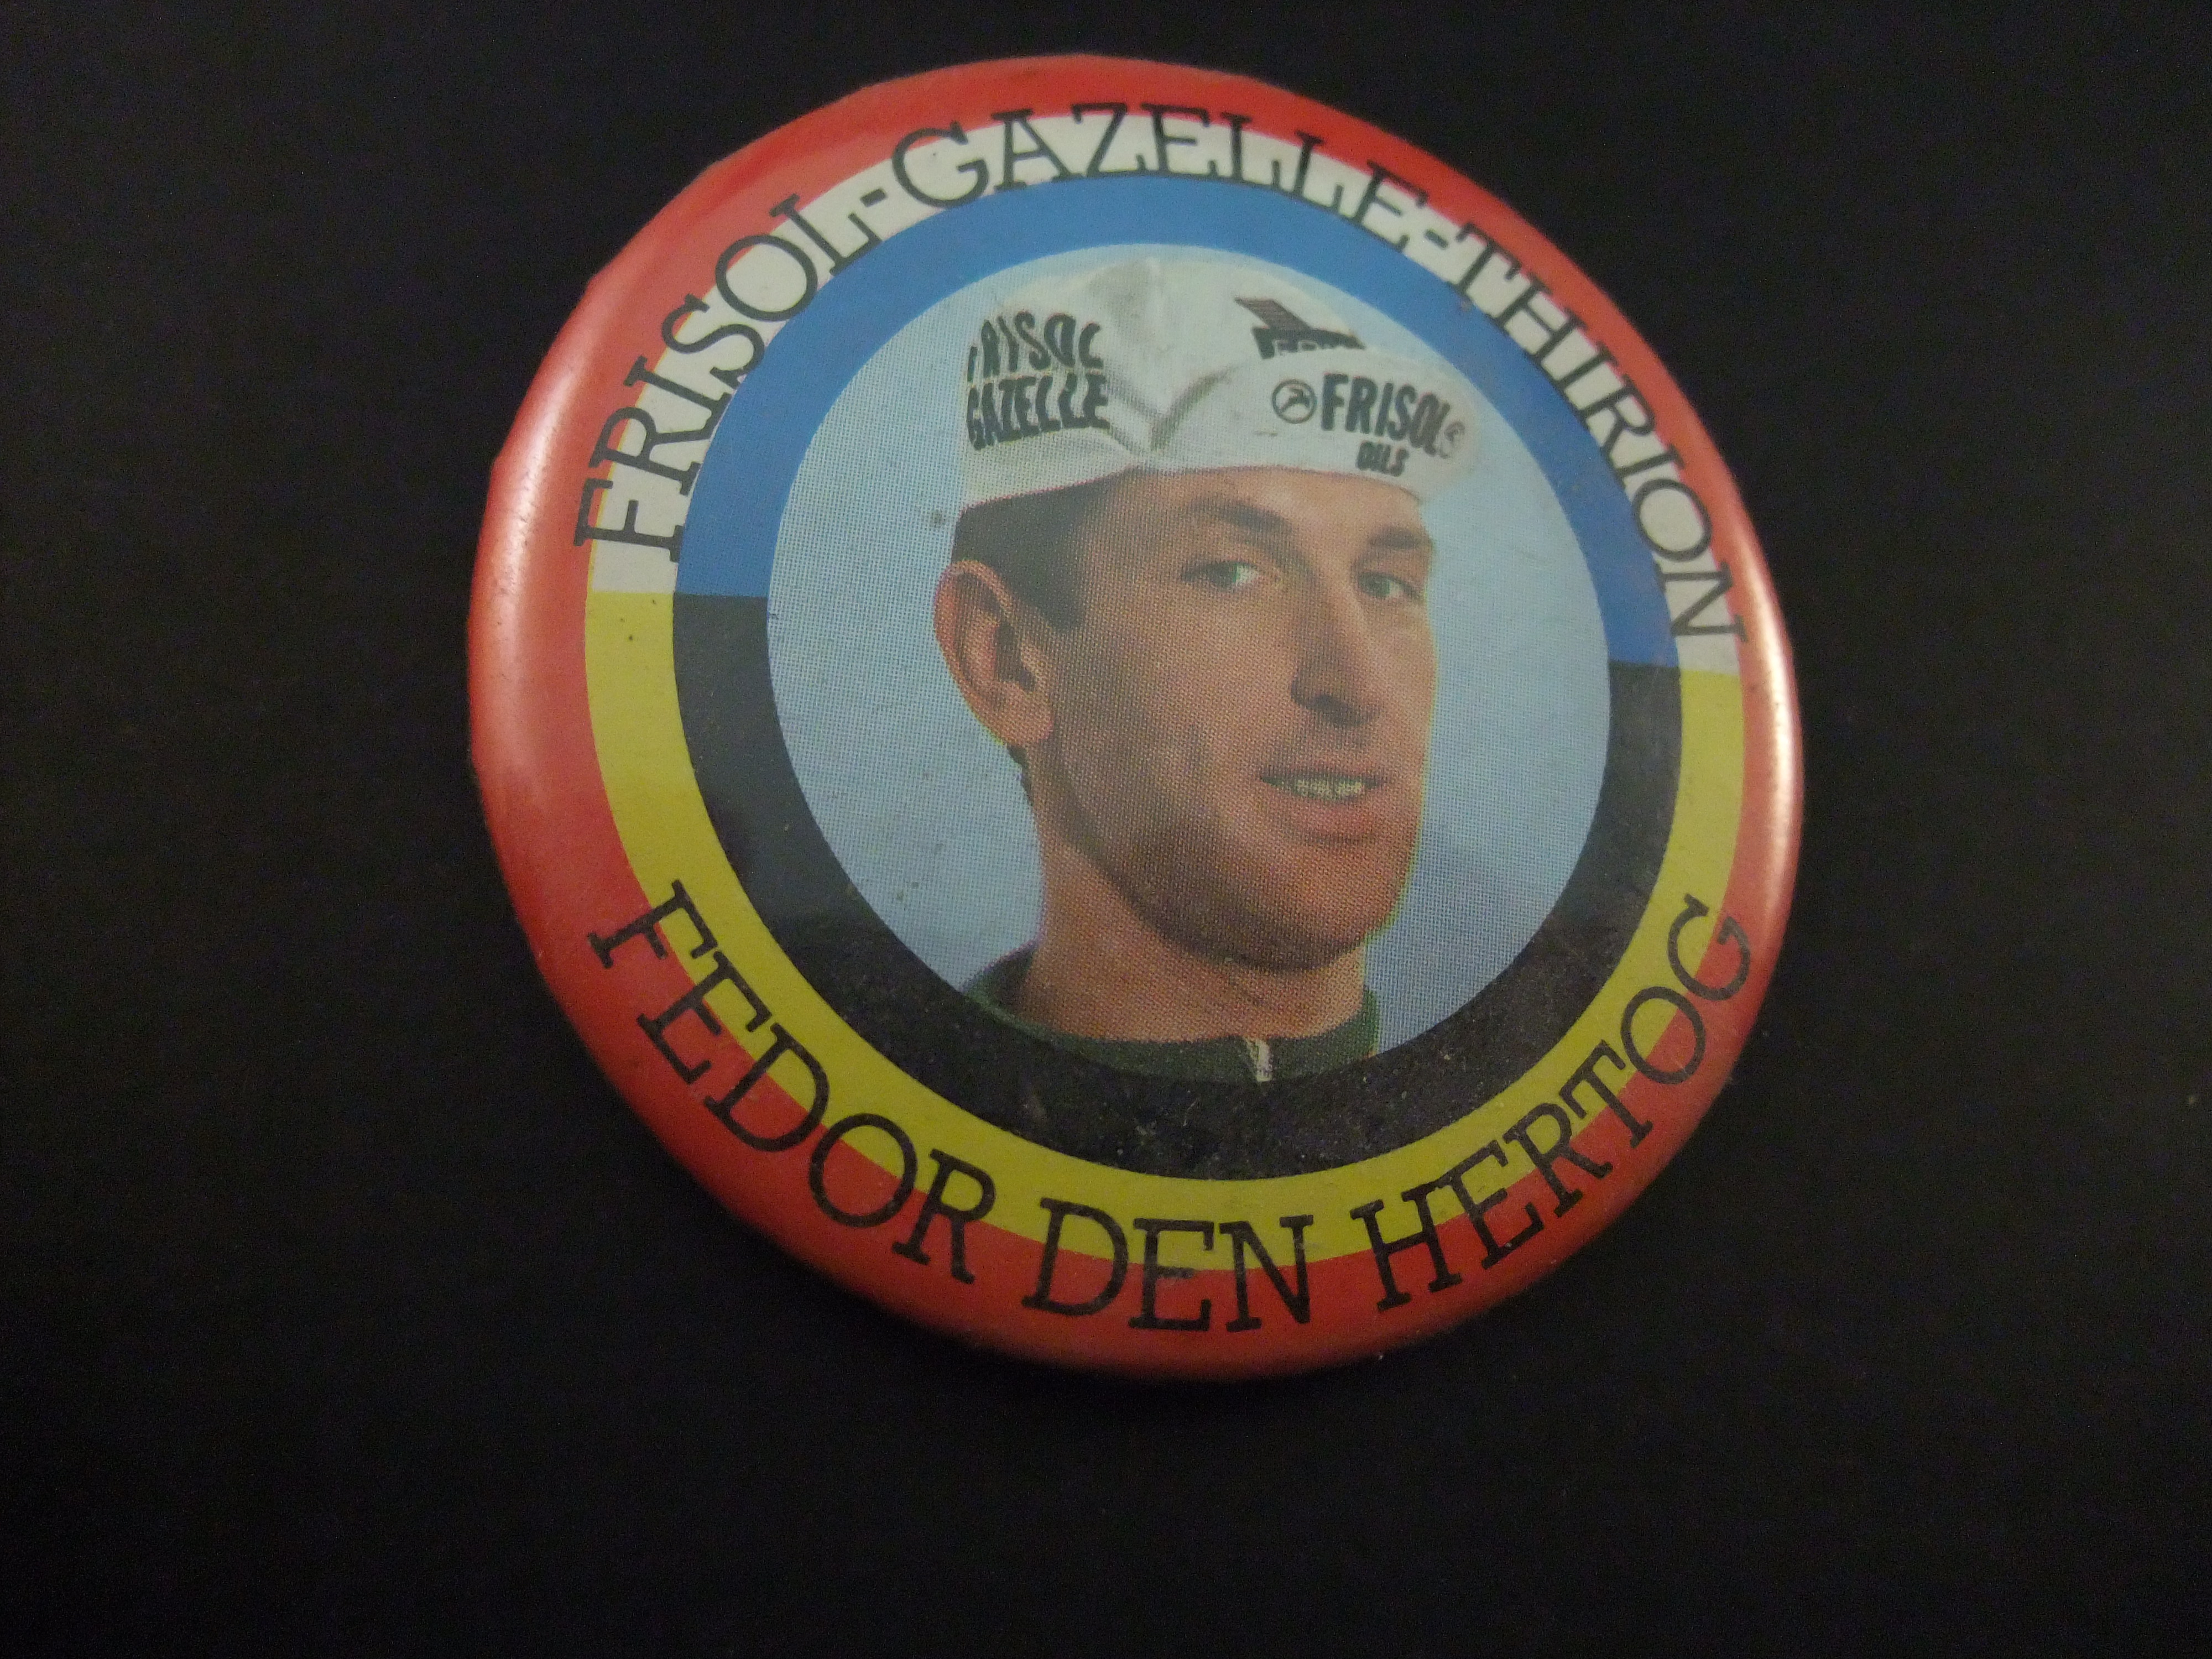 FRISOL-GAZELLE-THIRION
FRISOL
GAZELLE
FRISOL
OILS
FEDOR DEN HERTOG